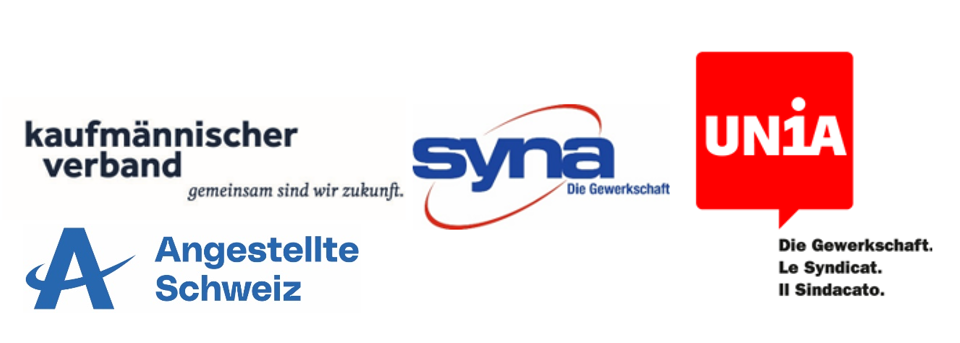 kaufmännischer
verband
gemeinsam sind wir zukunft.
syna
Die Gewerkschaft
UNiA
Die Gewerkschaft.
Le Syndicat.
Il Sindacato.
Angestellte
Schweiz